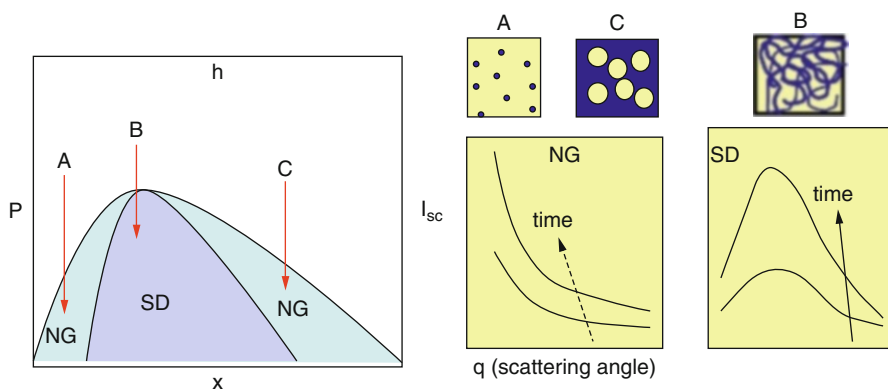 h
A
B
C
P
NG
SD
NG
x
A
C
B
I_sc
NG
time
SD
time
q (scattering angle)